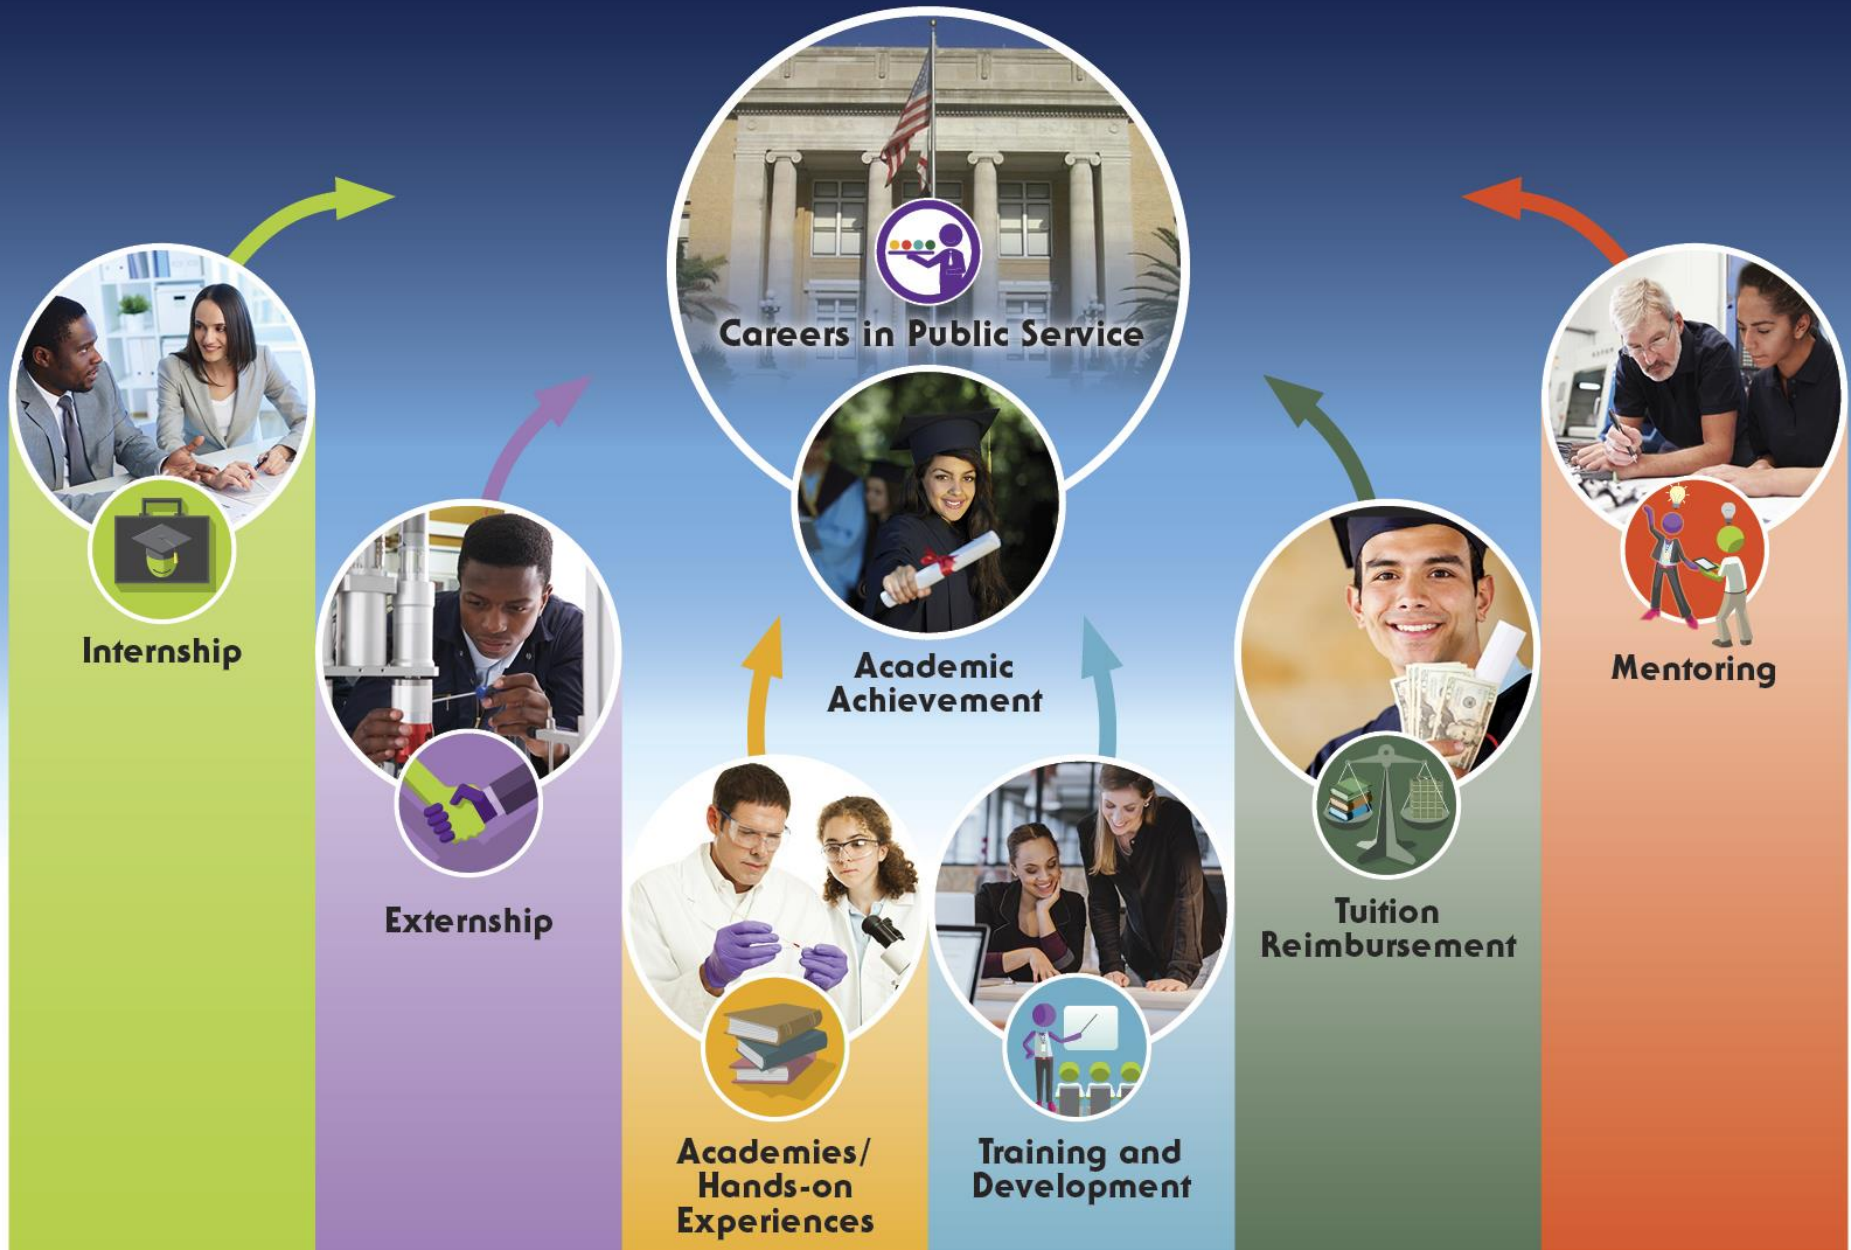 Careers in Public Service
Academic
Achievement
Internship
Externship
Academies/
Hands-on
Experiences
Training and
Development
Tuition
Reimbursement
Mentoring